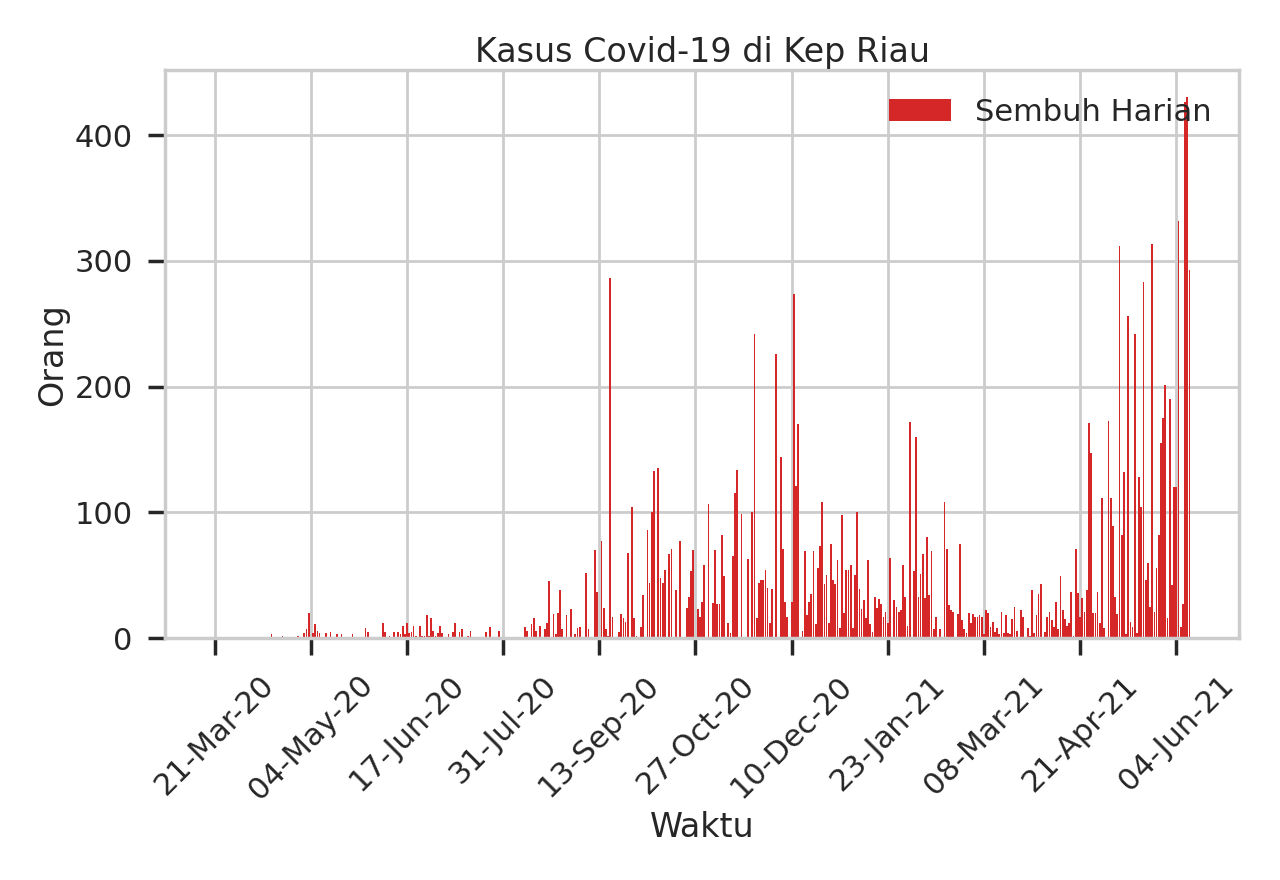 Kasus Covid-19 di Kep Riau
Sembuh Harian
Orang
400
300
200
100
0
21-Mar-20
04-May-20
17-Jun-20
31-Jul-20
13-Sep-20
27-Oct-20
10-Dec-20
23-Jan-21
08-Mar-21
21-Apr-21
04-Jun-21
Waktu